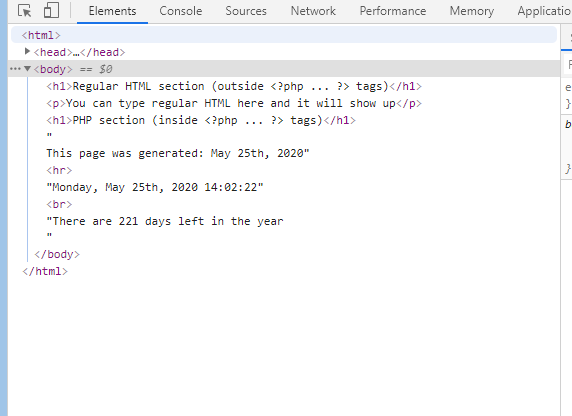 Elements Console Sources Network Performance Memory Applicatio
<html>
<head>…</head>
<body> == $0
<h1>Regular HTML section (outside <?php ... ?> tags)</h1>
<p>You can type regular HTML here and it will show up</p>
<h1>PHP section (inside <?php ... ?> tags)</h1>
"
This page was generated: May 25th, 2020"
<hr>
"Monday, May 25th, 2020 14:02:22"
<br>
"There are 221 days left in the year
"
</body>
</html>